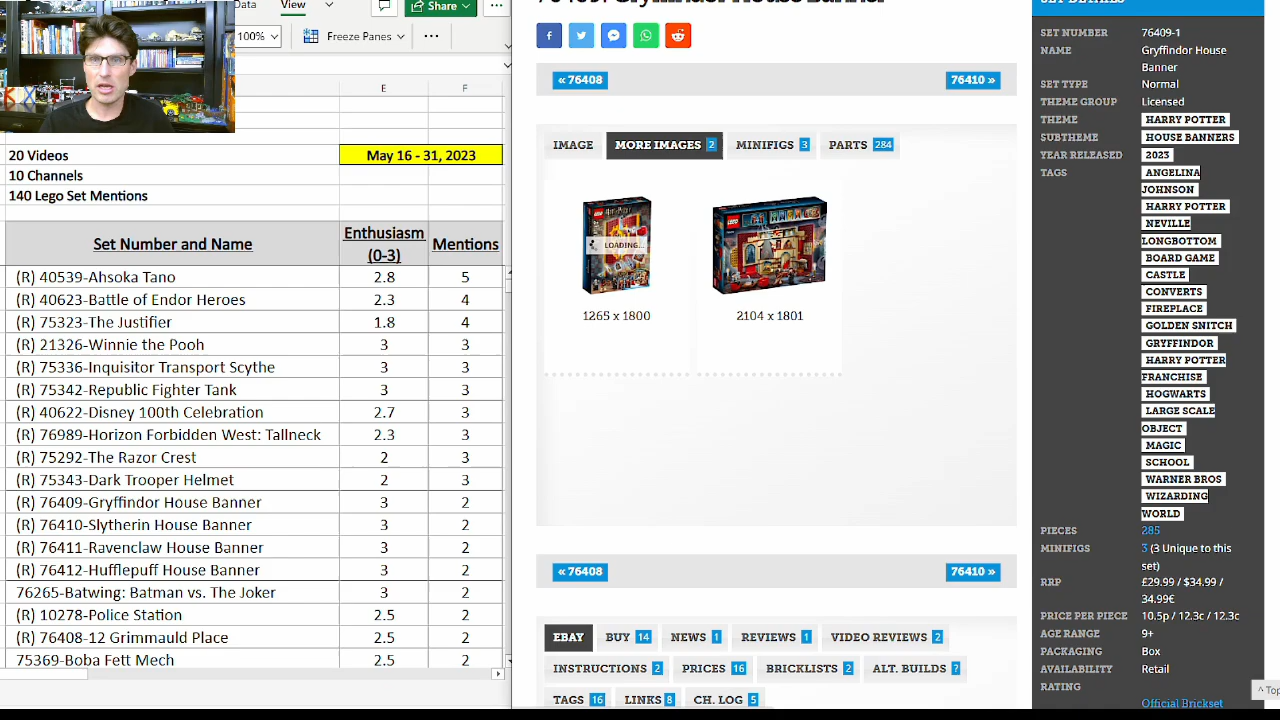 Data View Share ...
100% Freeze Panes ...
E F
20 Videos May 16 - 31, 2023
10 Channels
140 Lego Set Mentions
Set Number and Name Enthusiasm (0-3) Mentions
(R) 40539-Ahsoka Tano 2.8 5
(R) 40623-Battle of Endor Heroes 2.3 4
(R) 75323-The Justifier 1.8 4
(R) 21326-Winnie the Pooh 3 3
(R) 75336-Inquisitor Transport Scythe 3 3
(R) 75342-Republic Fighter Tank 3 3
(R) 40622-Disney 100th Celebration 2.7 3
(R) 76989-Horizon Forbidden West: Tallneck 2.3 3
(R) 75292-The Razor Crest 2 3
(R) 75343-Dark Trooper Helmet 2 3
(R) 76409-Gryffindor House Banner 3 2
(R) 76410-Slytherin House Banner 3 2
(R) 76411-Ravenclaw House Banner 3 2
(R) 76412-Hufflepuff House Banner 3 2
76265-Batwing: Batman vs. The Joker 3 2
(R) 10278-Police Station 2.5 2
(R) 76408-12 Grimmauld Place 2.5 2
75369-Boba Fett Mech 2.5 2
76409: Gryffindor House Banner
« 76408 76410 »
IMAGE MORE IMAGES 2 MINIFIGS 3 PARTS 284
LOADING...
1265 x 1800 2104 x 1801
« 76408 76410 »
EBAY BUY 14 NEWS 1 REVIEWS 1 VIDEO REVIEWS 2
INSTRUCTIONS 2 PRICES 16 BRICKLISTS 2 ALT. BUILDS ?
TAGS 16 LINKS 8 CH. LOG 5
SET DETAILS
SET NUMBER 76409-1
NAME Gryffindor House
Banner
SET TYPE Normal
THEME GROUP Licensed
THEME HARRY POTTER
SUBTHEME HOUSE BANNERS
YEAR RELEASED 2023
TAGS ANGELINA
JOHNSON
HARRY POTTER
NEVILLE
LONGBOTTOM
BOARD GAME
CASTLE
CONVERTS
FIREPLACE
GOLDEN SNITCH
GRYFFINDOR
HARRY POTTER
FRANCHISE
HOGWARTS
LARGE SCALE
OBJECT
MAGIC
SCHOOL
WARNER BROS
WIZARDING
WORLD
PIECES 285
MINIFIGS 3 (3 Unique to this
set)
RRP £29.99 / $34.99 /
34.99€
PRICE PER PIECE 10.5p / 12.3c / 12.3c
AGE RANGE 9+
PACKAGING Box
AVAILABILITY Retail
RATING
^ Top
Official Brickset